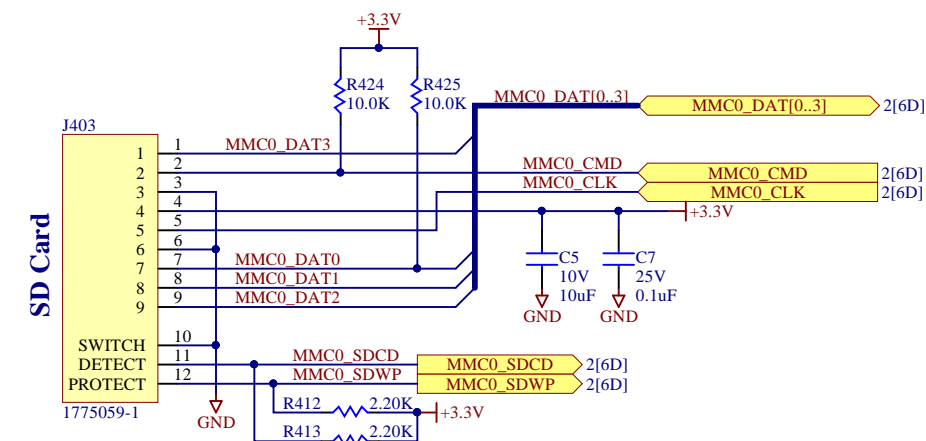 +3.3V
R424
10.0K
R425
10.0K
MMC0_DAT[0..3]
MMC0_DAT[0..3]
2[6D]
J403
SD Card
1
1
MMC0_DAT3
2
2
MMC0_CMD
MMC0_CMD
2[6D]
3
3
MMC0_CLK
MMC0_CLK
2[6D]
4
4
+3.3V
5
5
6
6
7
7
MMC0_DAT0
8
8
MMC0_DAT1
9
9
MMC0_DAT2
C5
10V
10uF
GND
C7
25V
0.1uF
GND
SWITCH
10
DETECT
11
MMC0_SDCD
MMC0_SDCD
2[6D]
PROTECT
12
MMC0_SDWP
MMC0_SDWP
2[6D]
1775059-1
GND
R412
2.20K
+3.3V
R413
2.20K